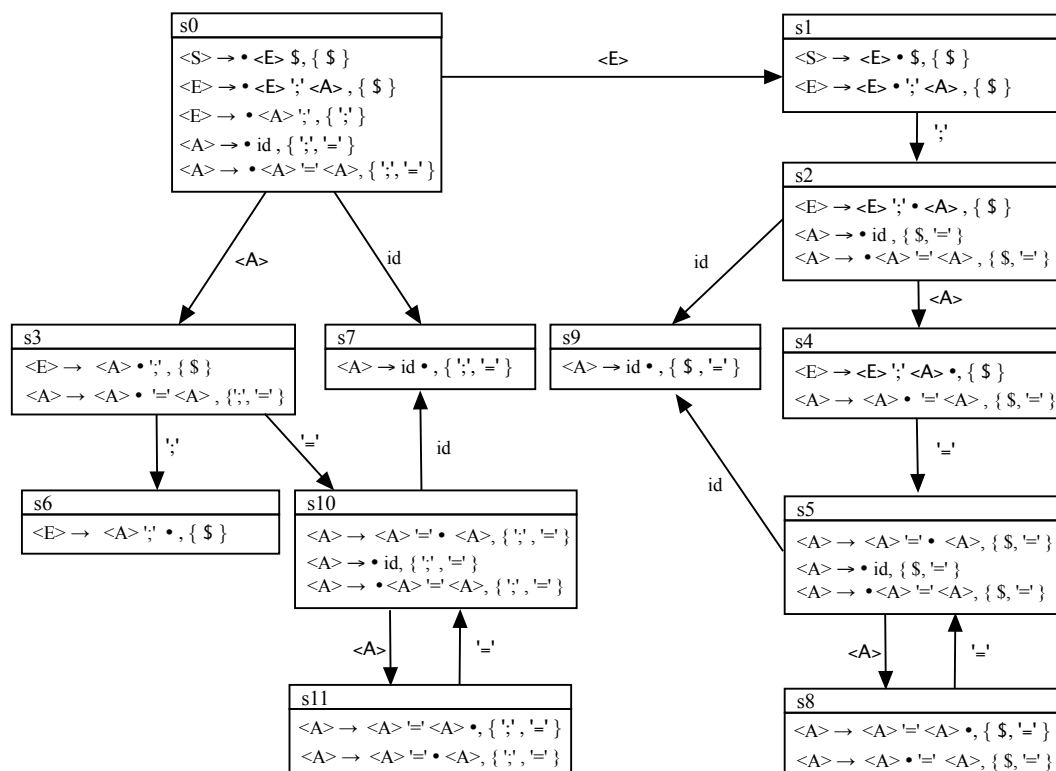 s0
<S> → • <E> $, { $ }
<E> → • <E> ';' <A> , { $ }
<E> → • <A> ';' , { ';' }
<A> → • id , { ';', '=' }
<A> → • <A> '=' <A>, { ';', '=' }
<E>
s1
<S> → <E> • $, { $ }
<E> → <E> • ';' <A> , { $ }
';'
s2
<E> → <E> ';' • <A> , { $ }
<A> → • id , { $, '=' }
<A> → • <A> '=' <A> , { $, '=' }
<A>
id
id
<A>
s3
<E> → <A> • ';' , { $ }
<A> → <A> • '=' <A> , {';', '=' }
s7
<A> → id • , { ';', '=' }
s9
<A> → id • , { $ , '=' }
s4
<E> → <E> ';' <A> •, { $ }
<A> → <A> • '=' <A>, { $, '=' }
';'
'='
id
id
'='
s6
<E> → <A> ';' • , { $ }
s10
<A> → <A> '=' • <A>, { ';' , '=' }
<A> → • id, { ';' , '=' }
<A> → • <A> '=' <A>, { ';' , '=' }
s5
<A> → <A> '=' • <A>, { $, '=' }
<A> → • id, { $, '=' }
<A> → • <A> '=' <A>, { $, '=' }
<A>
'='
<A>
'='
s11
<A> → <A> '=' <A> •, { ';' , '=' }
<A> → <A> '=' • <A>, { ';' , '=' }
s8
<A> → <A> '=' <A> •, { $, '=' }
<A> → <A> • '=' <A>, { $, '=' }